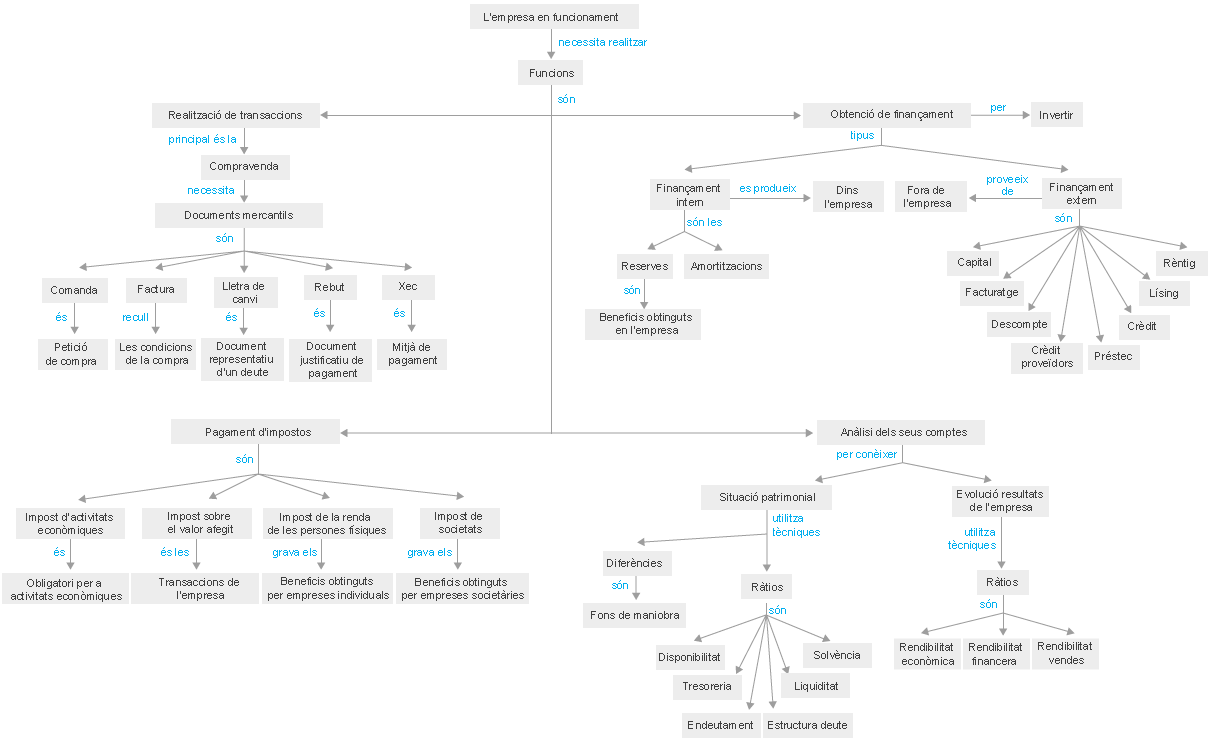 L'empresa en funcionament
necessita realitzar
Funcions
són
Realització de transaccions
principal és la
Compravenda
necessita
Documents mercantils
són
Comanda
és
Petició
de compra
Factura
recull
Les condicions
de la compra
Lletra de
canvi
és
Document
representatiu
d'un deute
Rebut
és
Document
justificatiu de
pagament
Xec
és
Mitjà de
pagament
Obtenció de finançament
per
Invertir
tipus
Finançament
intern
es produeix
Dins
l'empresa
són les
Reserves
Amortitzacions
són
Beneficis obtinguts
en l'empresa
Finançament
extern
proveeix
de
Fora de
l'empresa
són
Capital
Facturatge
Descompte
Crèdit
proveïdors
Préstec
Crèdit
Lísing
Rèntig
Pagament d'impostos
són
Impost d'activitats
econòmiques
és
Obligatori per a
activitats econòmiques
Impost sobre
el valor afegit
és les
Transaccions de
l'empresa
Impost de la renda
de les persones físiques
grava els
Beneficis obtinguts
per empreses individuals
Impost de
societats
grava els
Beneficis obtinguts
per empreses societàries
Anàlisi dels seus comptes
per conèixer
Situació patrimonial
utilitza
tècniques
Diferències
són
Fons de maniobra
Ràtios
són
Disponibilitat
Tresoreria
Endeutament
Estructura deute
Liquiditat
Solvència
Evolució resultats
de l'empresa
utilitza
tècniques
Ràtios
són
Rendibilitat
econòmica
Rendibilitat
financera
Rendibilitat
vendes